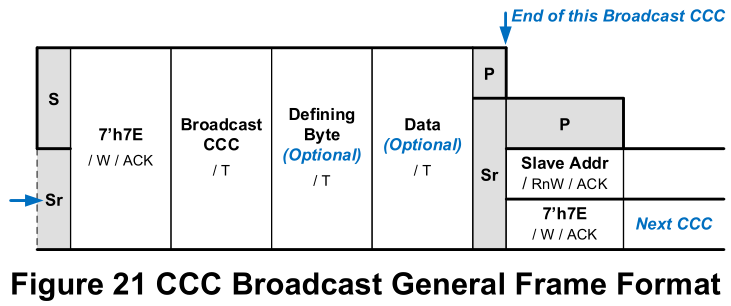 End of this Broadcast CCC
S
Sr
7'h7E
/ W / ACK
Broadcast
CCC
/ T
Defining
Byte
(Optional)
/ T
Data
(Optional)
/ T
P
Sr
P
Slave Addr
/ RnW / ACK
7'h7E
/ W / ACK
Next CCC
Figure 21 CCC Broadcast General Frame Format